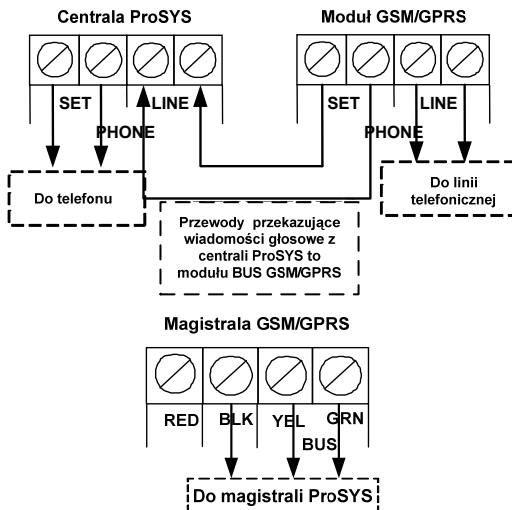 Centrala ProSYS
Moduł GSM/GPRS
SET
LINE
PHONE
SET
LINE
PHONE
Do telefonu
Do linii
telefonicznej
Przewody przekazujące
wiadomości głosowe z
centrali ProSYS to
modułu BUS GSM/GPRS
Magistrala GSM/GPRS
RED
BLK
YEL
GRN
BUS
Do magistrali ProSYS